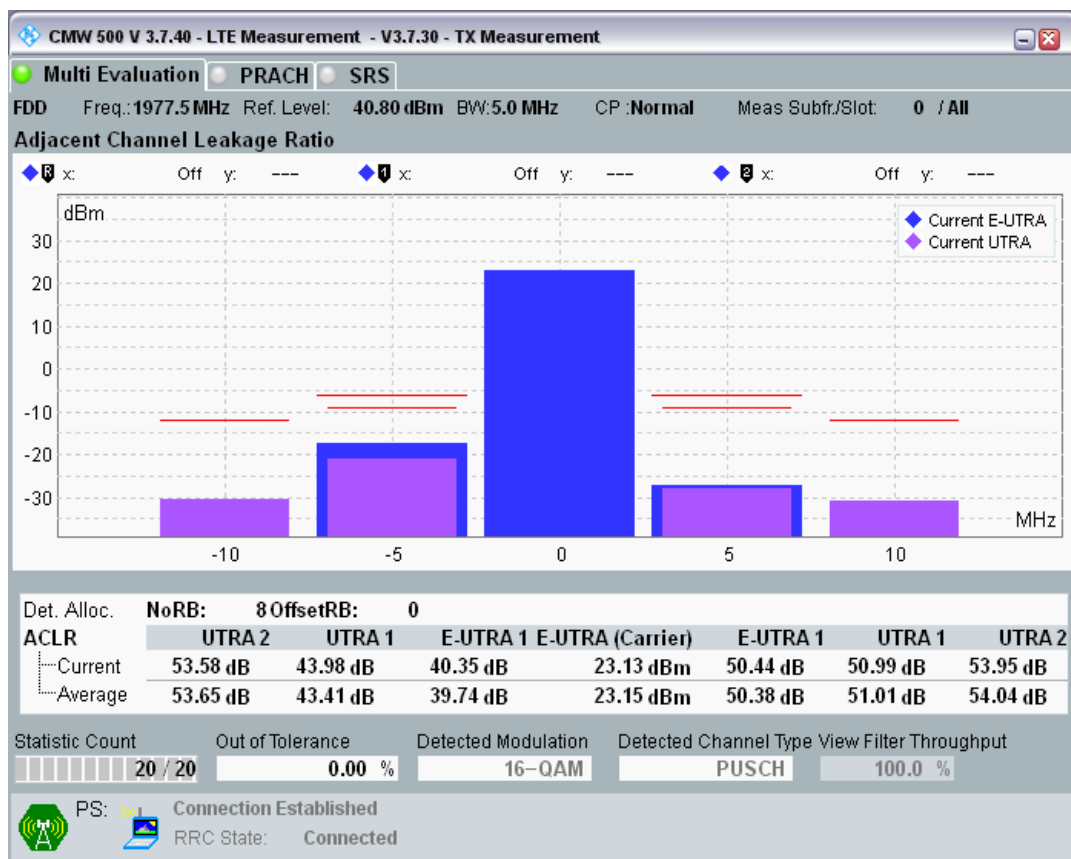 CMW 500 V 3.7.40 - LTE Measurement - V3.7.30 - TX Measurement
Multi Evaluation PRACH SRS
FDD Freq.: 1977.5 MHz Ref. Level: 40.80 dBm BW: 5.0 MHz CP : Normal Meas Subfr./Slot: 0 / All
Adjacent Channel Leakage Ratio
R x: Off y: --- 1 x: Off y: --- 2 x: Off y: ---
dBm
Current E-UTRA
Current UTRA
30
20
10
0
-10
-20
-30
MHz
-10 -5 0 5 10
Det. Alloc. NoRB: 8 OffsetRB: 0
ACLR UTRA 2 UTRA 1 E-UTRA 1 E-UTRA (Carrier) E-UTRA 1 UTRA 1 UTRA 2
Current 53.58 dB 43.98 dB 40.35 dB 23.13 dBm 50.44 dB 50.99 dB 53.95 dB
Average 53.65 dB 43.41 dB 39.74 dB 23.15 dBm 50.38 dB 51.01 dB 54.04 dB
Statistic Count Out of Tolerance Detected Modulation Detected Channel Type View Filter Throughput
20 / 20 0.00 % 16-QAM PUSCH 100.0 %
PS: Connection Established
RRC State: Connected